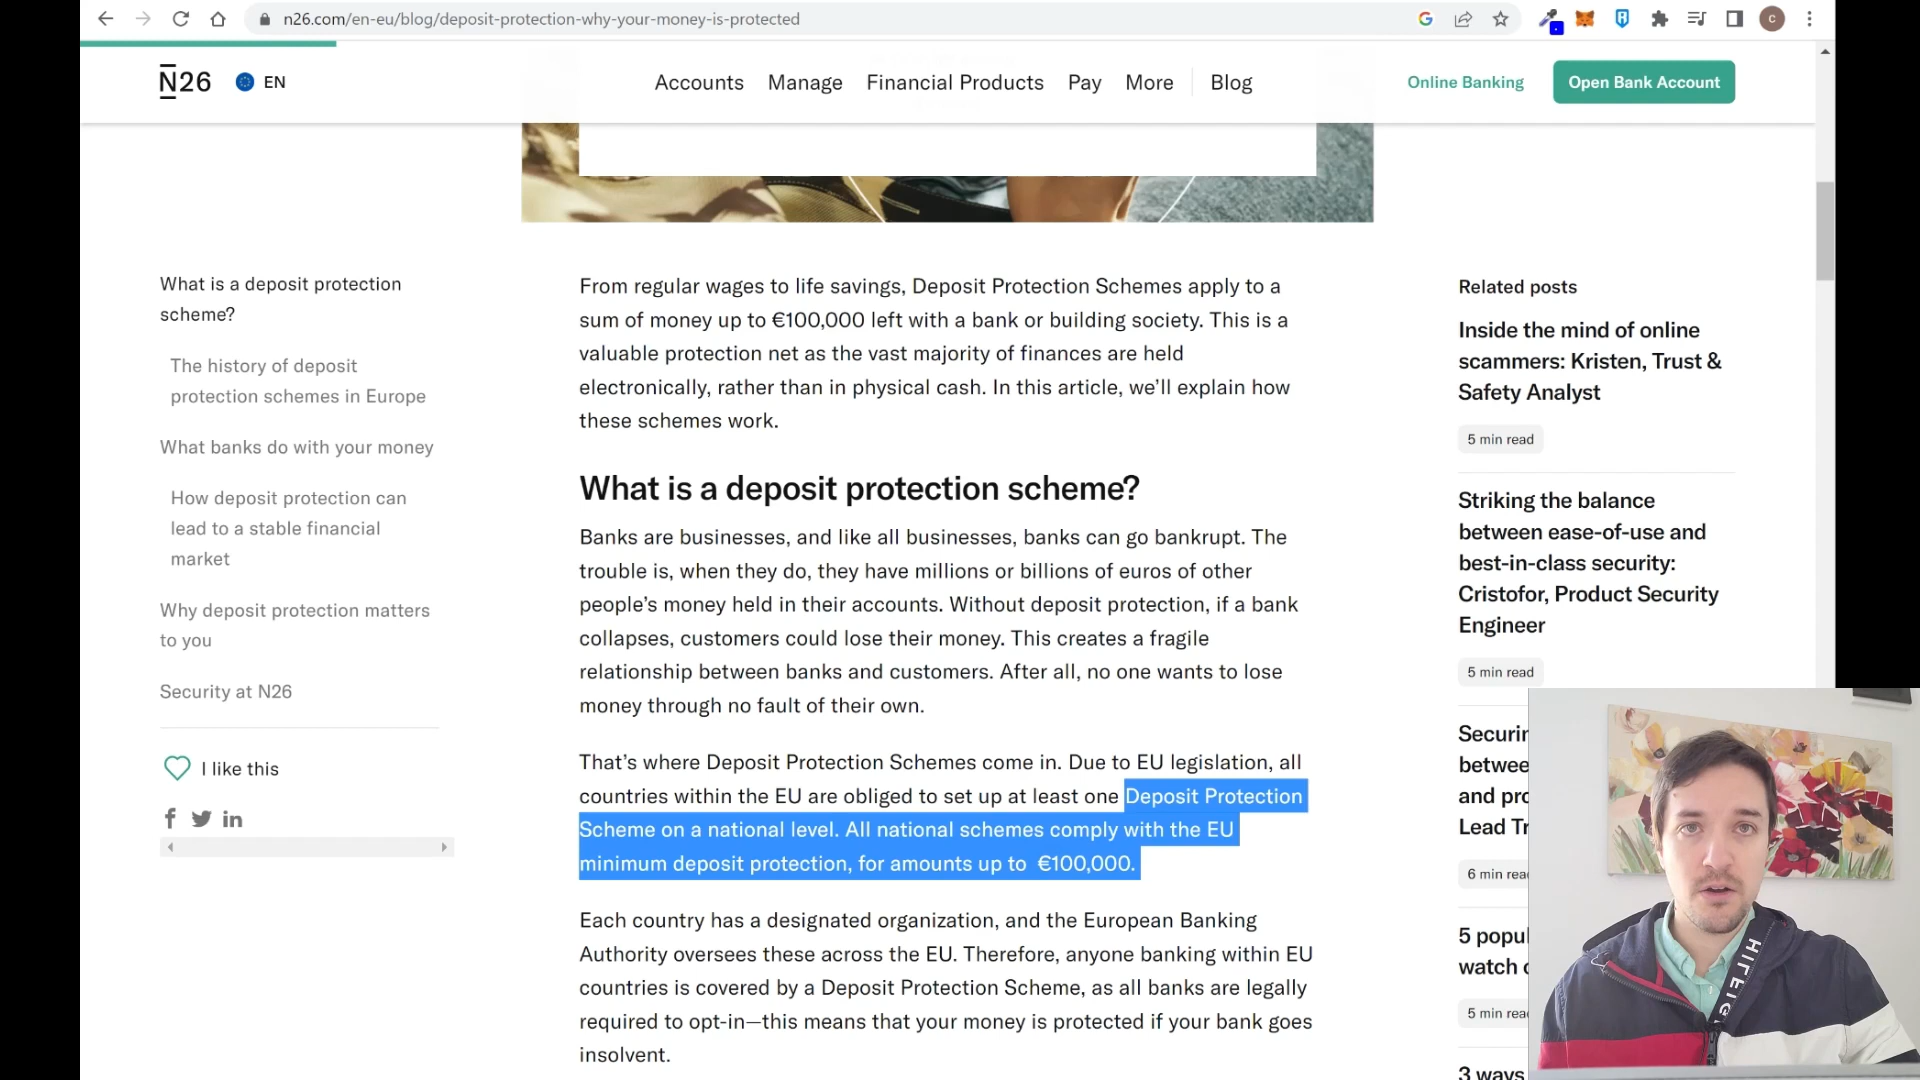 n26.com/en-eu/blog/deposit-protection-why-your-money-is-protected
C
N26
EN
Accounts
Manage
Financial Products
Pay
More
Blog
Online Banking
Open Bank Account
What is a deposit protection
scheme?
The history of deposit
protection schemes in Europe
What banks do with your money
How deposit protection can
lead to a stable financial
market
Why deposit protection matters
to you
Security at N26
I like this
From regular wages to life savings, Deposit Protection Schemes apply to a
sum of money up to €100,000 left with a bank or building society. This is a
valuable protection net as the vast majority of finances are held
electronically, rather than in physical cash. In this article, we’ll explain how
these schemes work.
What is a deposit protection scheme?
Banks are businesses, and like all businesses, banks can go bankrupt. The
trouble is, when they do, they have millions or billions of euros of other
people’s money held in their accounts. Without deposit protection, if a bank
collapses, customers could lose their money. This creates a fragile
relationship between banks and customers. After all, no one wants to lose
money through no fault of their own.
That’s where Deposit Protection Schemes come in. Due to EU legislation, all
countries within the EU are obliged to set up at least one Deposit Protection
Scheme on a national level. All national schemes comply with the EU
minimum deposit protection, for amounts up to €100,000.
Each country has a designated organization, and the European Banking
Authority oversees these across the EU. Therefore, anyone banking within EU
countries is covered by a Deposit Protection Scheme, as all banks are legally
required to opt-in—this means that your money is protected if your bank goes
insolvent.
Related posts
Inside the mind of online
scammers: Kristen, Trust &
Safety Analyst
5 min read
Striking the balance
between ease-of-use and
best-in-class security:
Cristofor, Product Security
Engineer
5 min read
Securin
betwee
and pro
Lead Tr
6 min read
5 popul
watch o
5 min read
3 ways
HILFIG